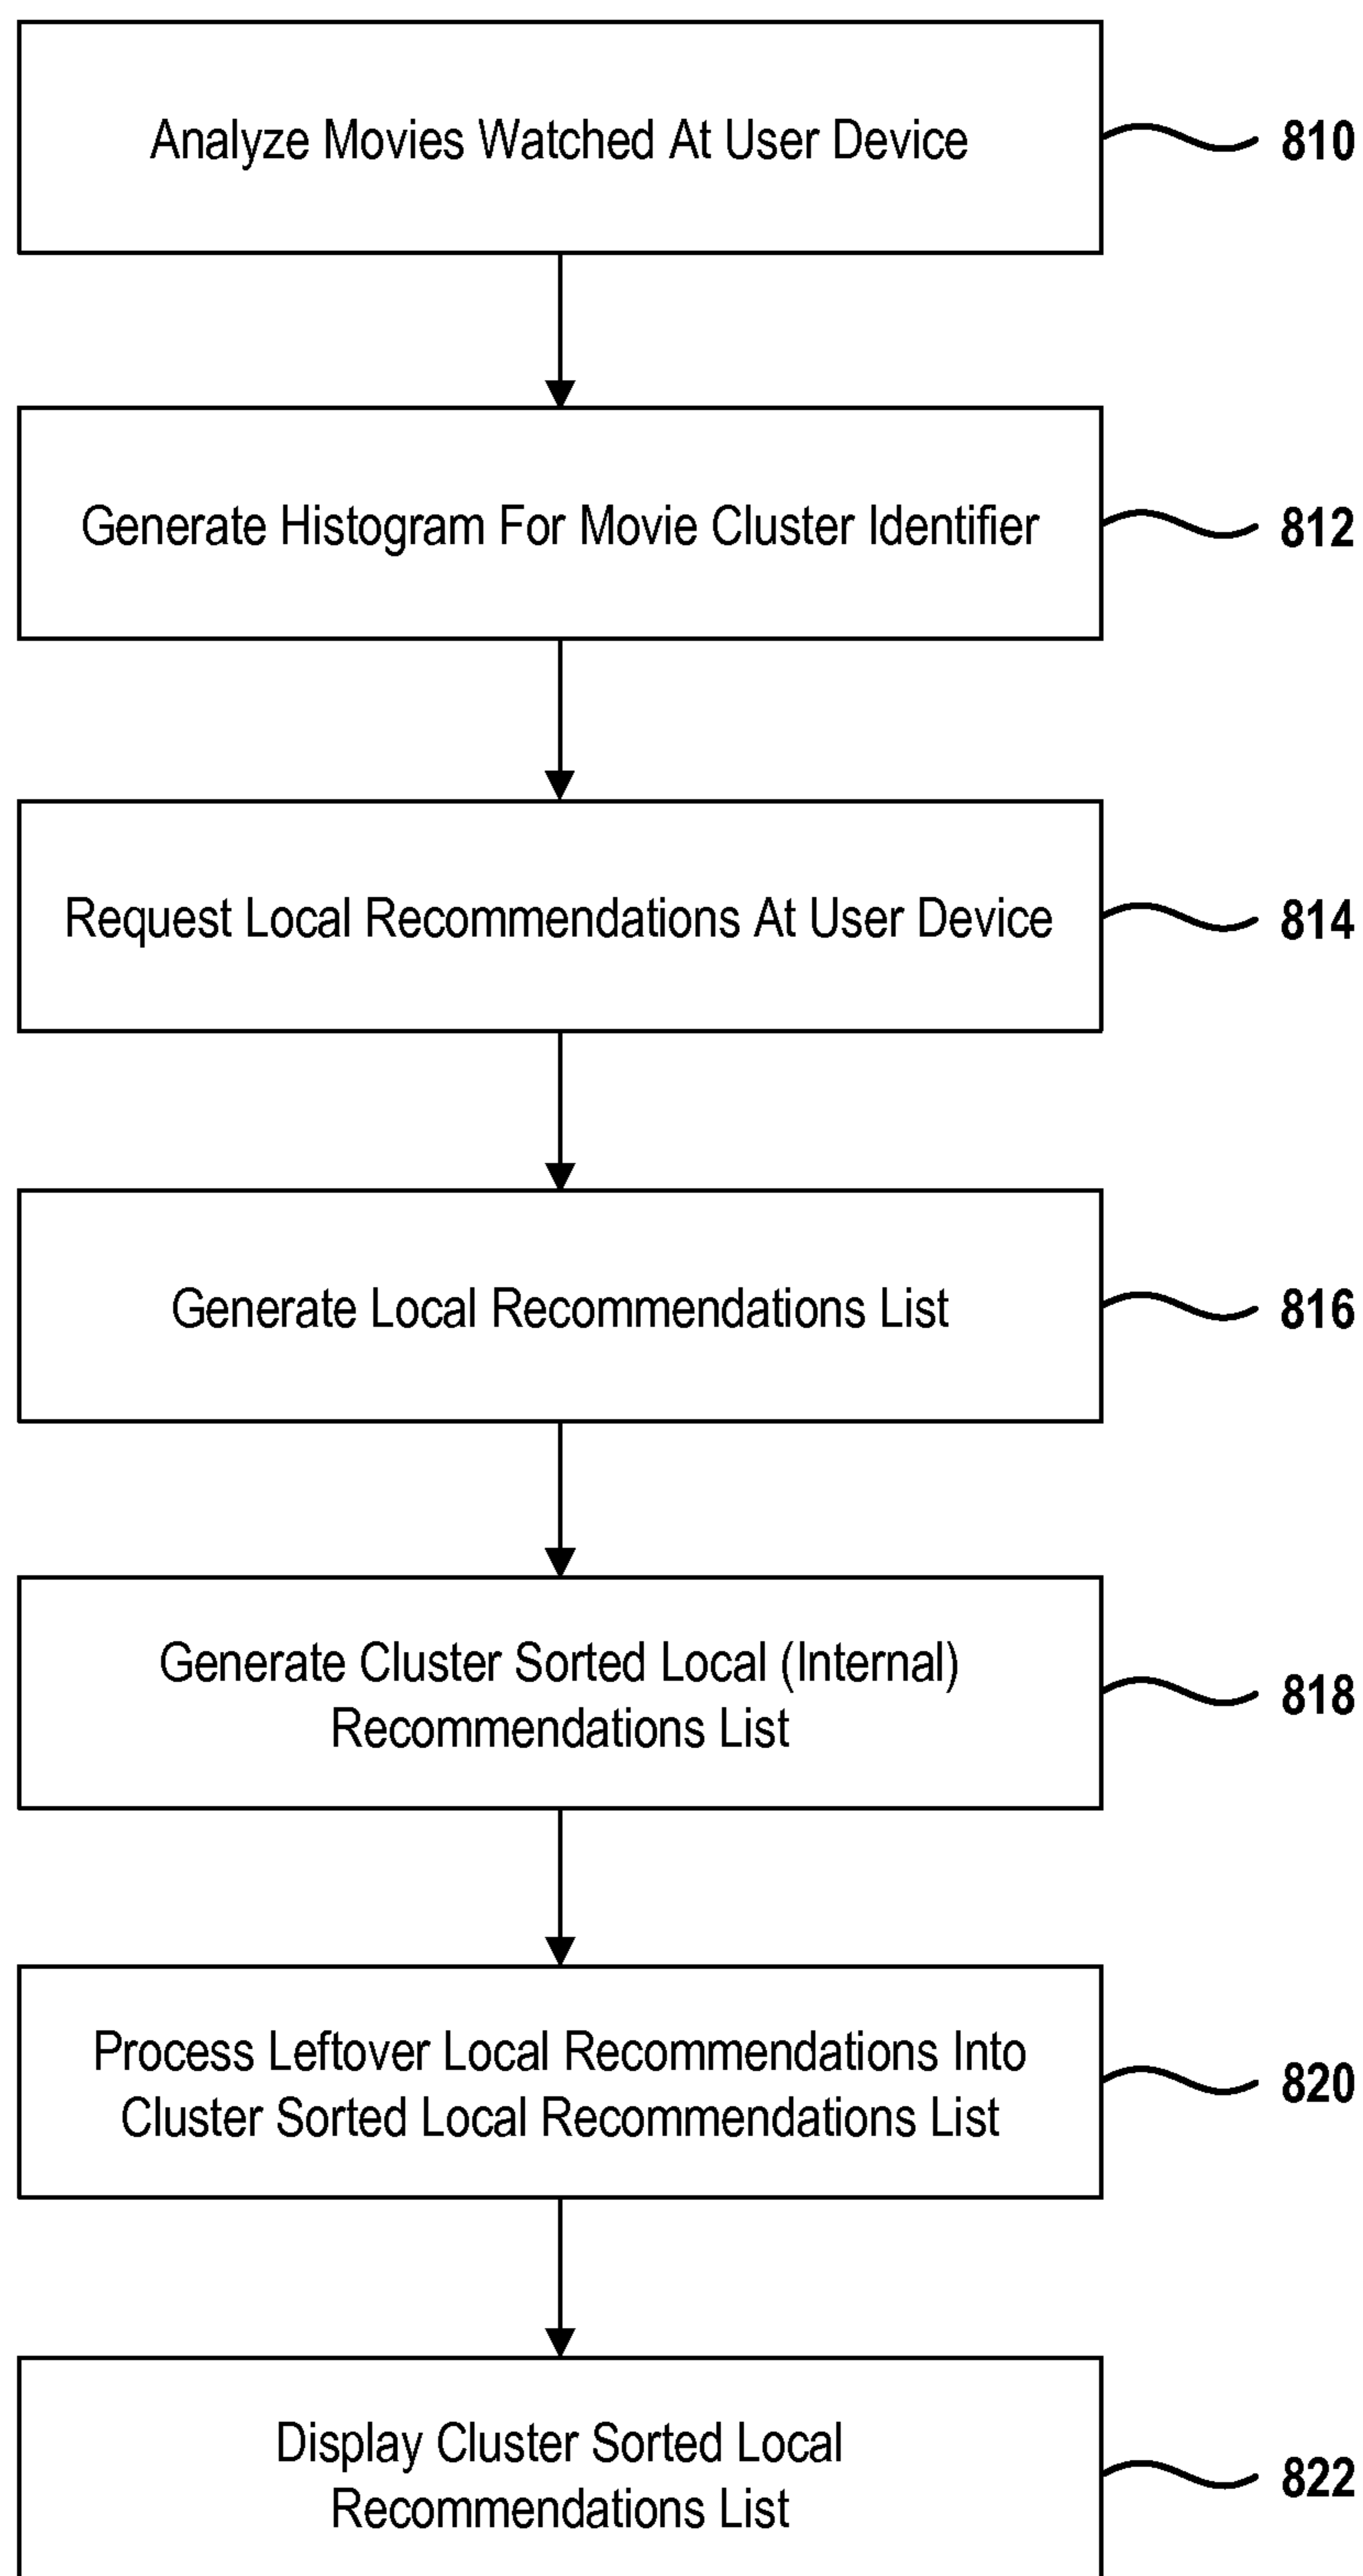 Analyze Movies Watched At User Device
810
Generate Histogram For Movie Cluster Identifier
812
Request Local Recommendations At User Device
814
Generate Local Recommendations List
816
Generate Cluster Sorted Local (Internal)
Recommendations List
818
Process Leftover Local Recommendations Into
Cluster Sorted Local Recommendations List
820
Display Cluster Sorted Local
Recommendations List
822